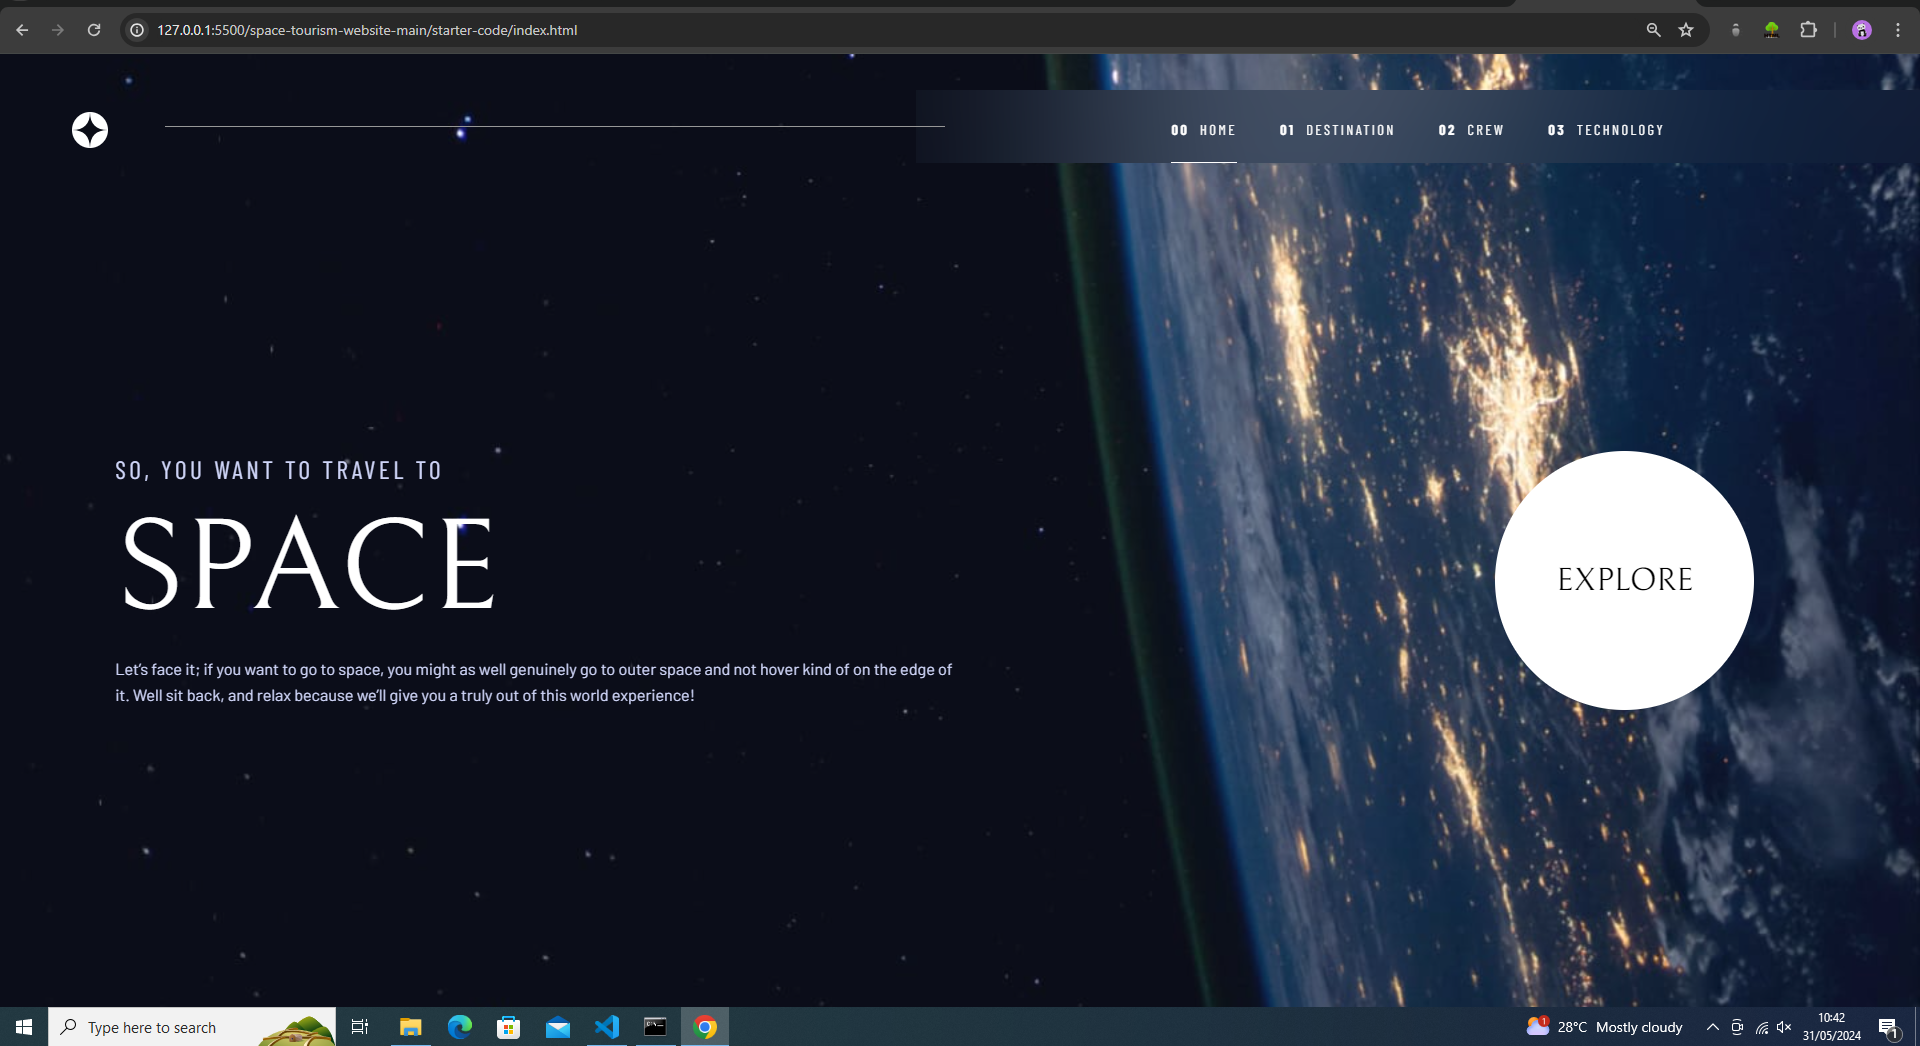 127.0.0.1:5500/space-tourism-website-main/starter-code/index.html
00 HOME 01 DESTINATION 02 CREW 03 TECHNOLOGY
SO, YOU WANT TO TRAVEL TO
SPACE
EXPLORE
Let’s face it; if you want to go to space, you might as well genuinely go to outer space and not hover kind of on the edge of
it. Well sit back, and relax because we’ll give you a truly out of this world experience!
Type here to search
1
28°C Mostly cloudy
10:42
31/05/2024
1